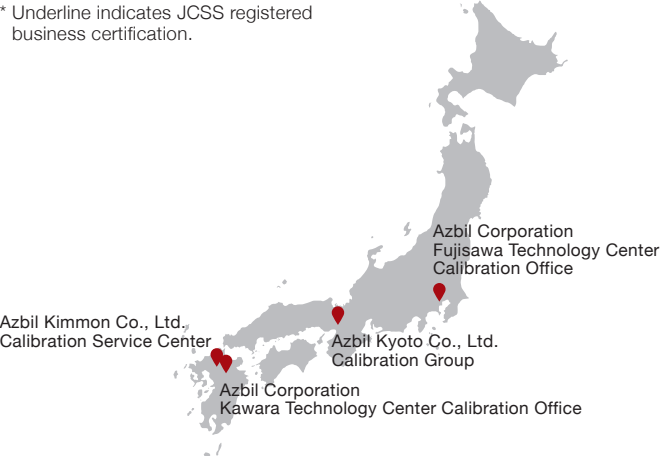 * Underline indicates JCSS registered
business certification.
Azbil Corporation
Fujisawa Technology Center
Calibration Office
Azbil Kimmon Co., Ltd.
Calibration Service Center
Azbil Kyoto Co., Ltd.
Calibration Group
Azbil Corporation
Kawara Technology Center Calibration Office